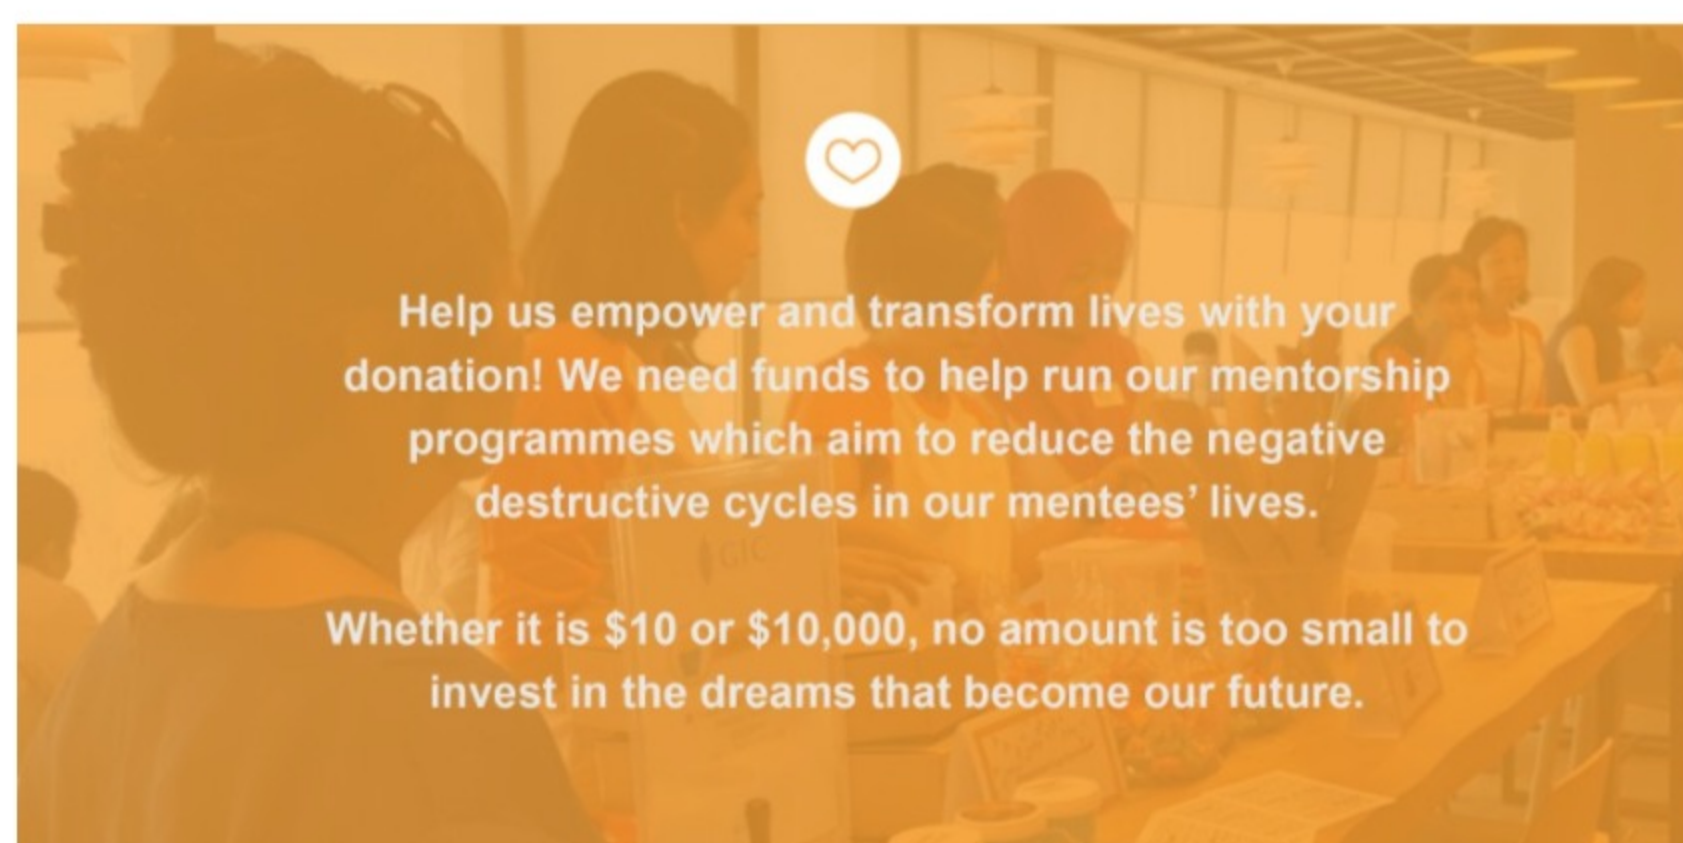 Help us empower and transform lives with your
donation! We need funds to help run our mentorship
programmes which aim to reduce the negative
destructive cycles in our mentees’ lives.
GIC
Whether it is $10 or $10,000, no amount is too small to
invest in the dreams that become our future.